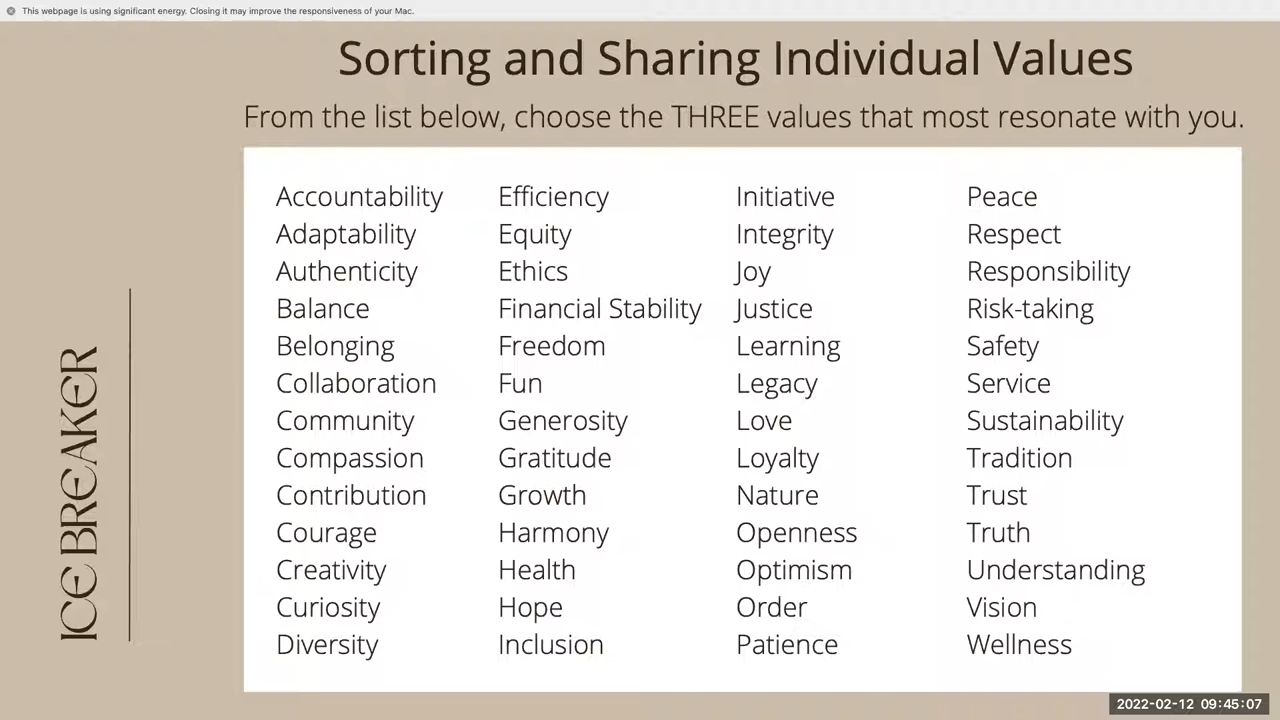 This webpage is using significant energy. Closing it may improve the responsiveness of your Mac.
Sorting and Sharing Individual Values
From the list below, choose the THREE values that most resonate with you.
ICE BREAKER
Accountability
Adaptability
Authenticity
Balance
Belonging
Collaboration
Community
Compassion
Contribution
Courage
Creativity
Curiosity
Diversity
Efficiency
Equity
Ethics
Financial Stability
Freedom
Fun
Generosity
Gratitude
Growth
Harmony
Health
Hope
Inclusion
Initiative
Integrity
Joy
Justice
Learning
Legacy
Love
Loyalty
Nature
Openness
Optimism
Order
Patience
Peace
Respect
Responsibility
Risk-taking
Safety
Service
Sustainability
Tradition
Trust
Truth
Understanding
Vision
Wellness
2022-02-12 09:45:07